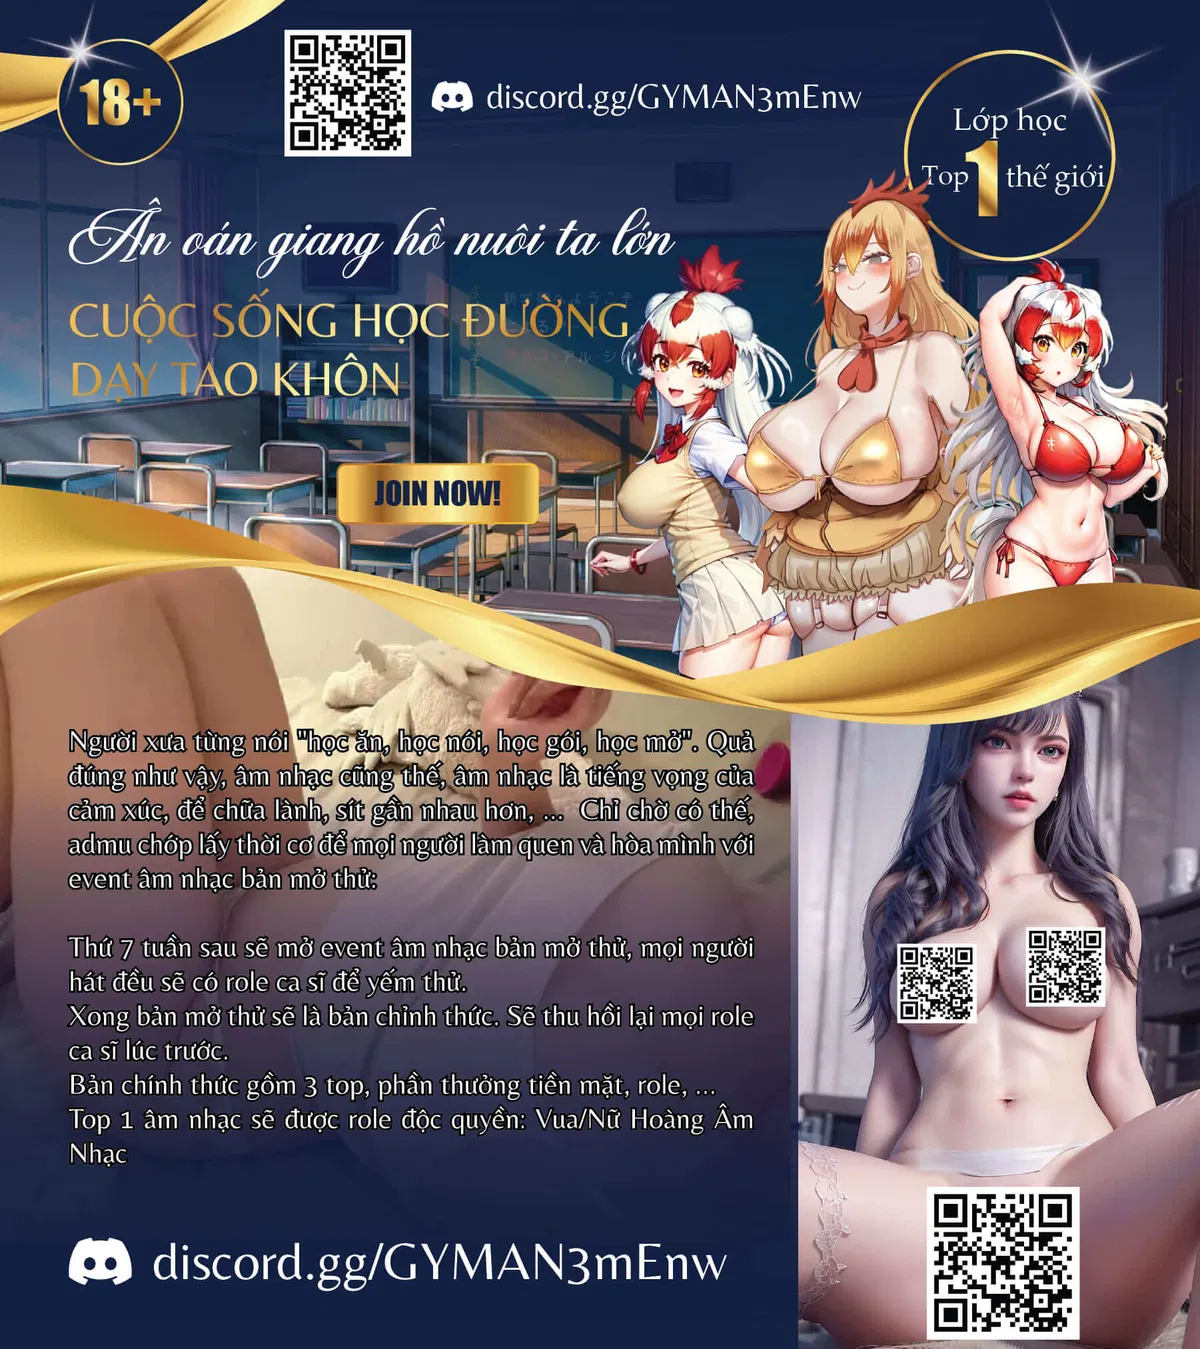 18+
discord.gg/GYMAN3mEnw
Lớp học
Top 1 thế giới
Ân oán giang hồ nuôi ta lớn
CUỘC SỐNG HỌC ĐƯỜNG
DẠY TAO KHÔN
JOIN NOW!
Người xưa từng nói "học ăn, học nói, học gói, học mở". Quả
đúng như vậy, âm nhạc cũng thế, âm nhạc là tiếng vọng của
cảm xúc, để chữa lành, sít gần nhau hơn, ... Chỉ chờ có thế,
admu chớp lấy thời cơ để mọi người làm quen và hòa mình với
event âm nhạc bản mở thử:
Thứ 7 tuần sau sẽ mở event âm nhạc bản mở thử, mọi người
hát đều sẽ có role ca sĩ để yếm thử.
Xong bản mở thử sẽ là bản chỉnh thức. Sẽ thu hồi lại mọi role
ca sĩ lúc trước.
Bản chính thức gồm 3 top, phần thưởng tiền mặt, role, ...
Top 1 âm nhạc sẽ được role độc quyền: Vua/Nữ Hoàng Âm
Nhạc
discord.gg/GYMAN3mEnw